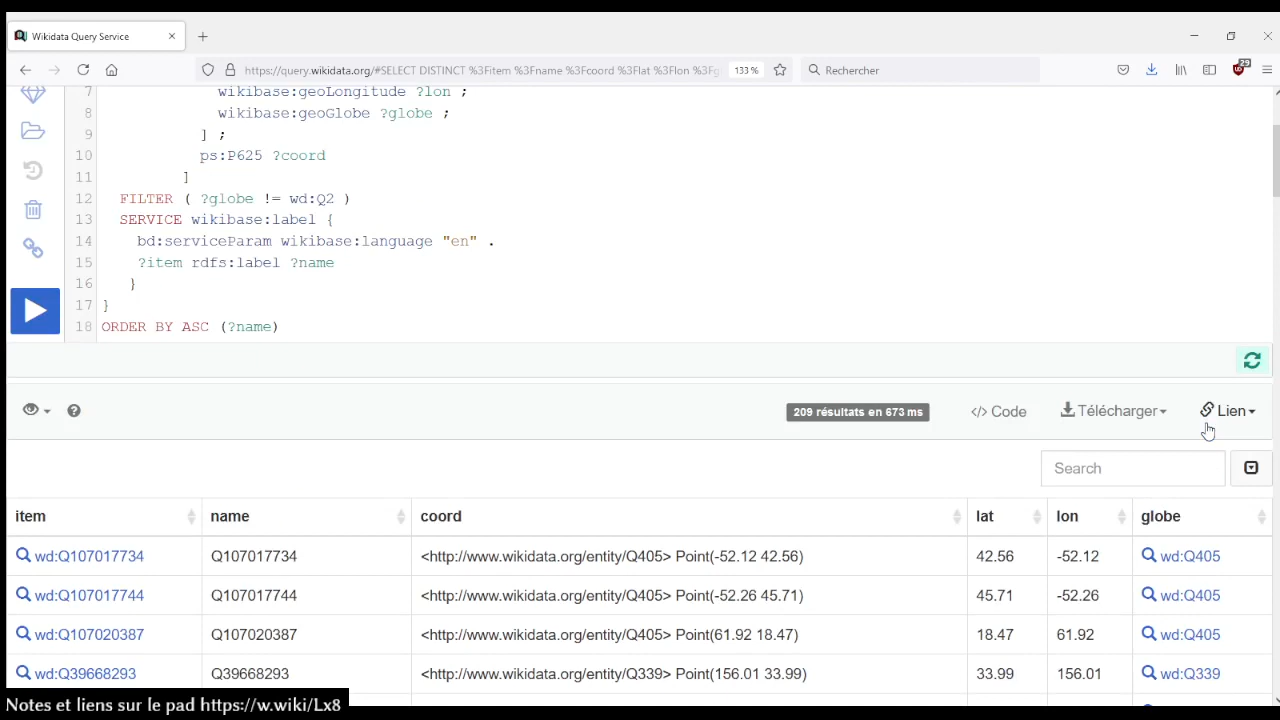 Wikidata Query Service
https://query.wikidata.org/#SELECT DISTINCT %3Fitem %3Fname %3Fcoord %3Flat %3Flon %3Fg
133 %
Rechercher
29
7 wikibase:geoLongitude ?lon ;
8 wikibase:geoGlobe ?globe ;
9 ] ;
10 ps:P625 ?coord
11 ]
12 FILTER ( ?globe != wd:Q2 )
13 SERVICE wikibase:label {
14 bd:serviceParam wikibase:language "en" .
15 ?item rdfs:label ?name
16 }
17 }
18 ORDER BY ASC (?name)
209 résultats en 673 ms
</> Code
Télécharger
Lien
Search
item name coord lat lon globe
wd:Q107017734 Q107017734 <http://www.wikidata.org/entity/Q405> Point(-52.12 42.56) 42.56 -52.12 wd:Q405
wd:Q107017744 Q107017744 <http://www.wikidata.org/entity/Q405> Point(-52.26 45.71) 45.71 -52.26 wd:Q405
wd:Q107020387 Q107020387 <http://www.wikidata.org/entity/Q405> Point(61.92 18.47) 18.47 61.92 wd:Q405
wd:Q39668293 Q39668293 <http://www.wikidata.org/entity/Q339> Point(156.01 33.99) 33.99 156.01 wd:Q339
Notes et liens sur le pad https://w.wiki/Lx8